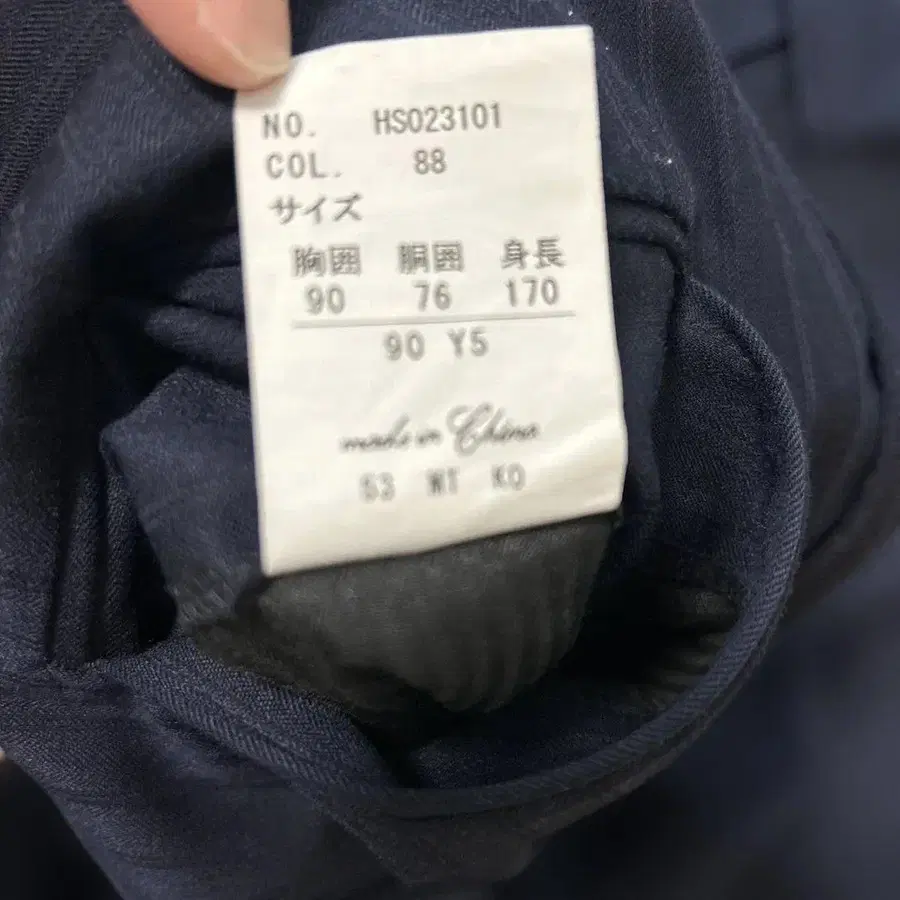 NO. HS023101
COL. 88
サイズ
胸囲 胴囲 身長
90 76 170
90 Y5
made in China
53 WT KO